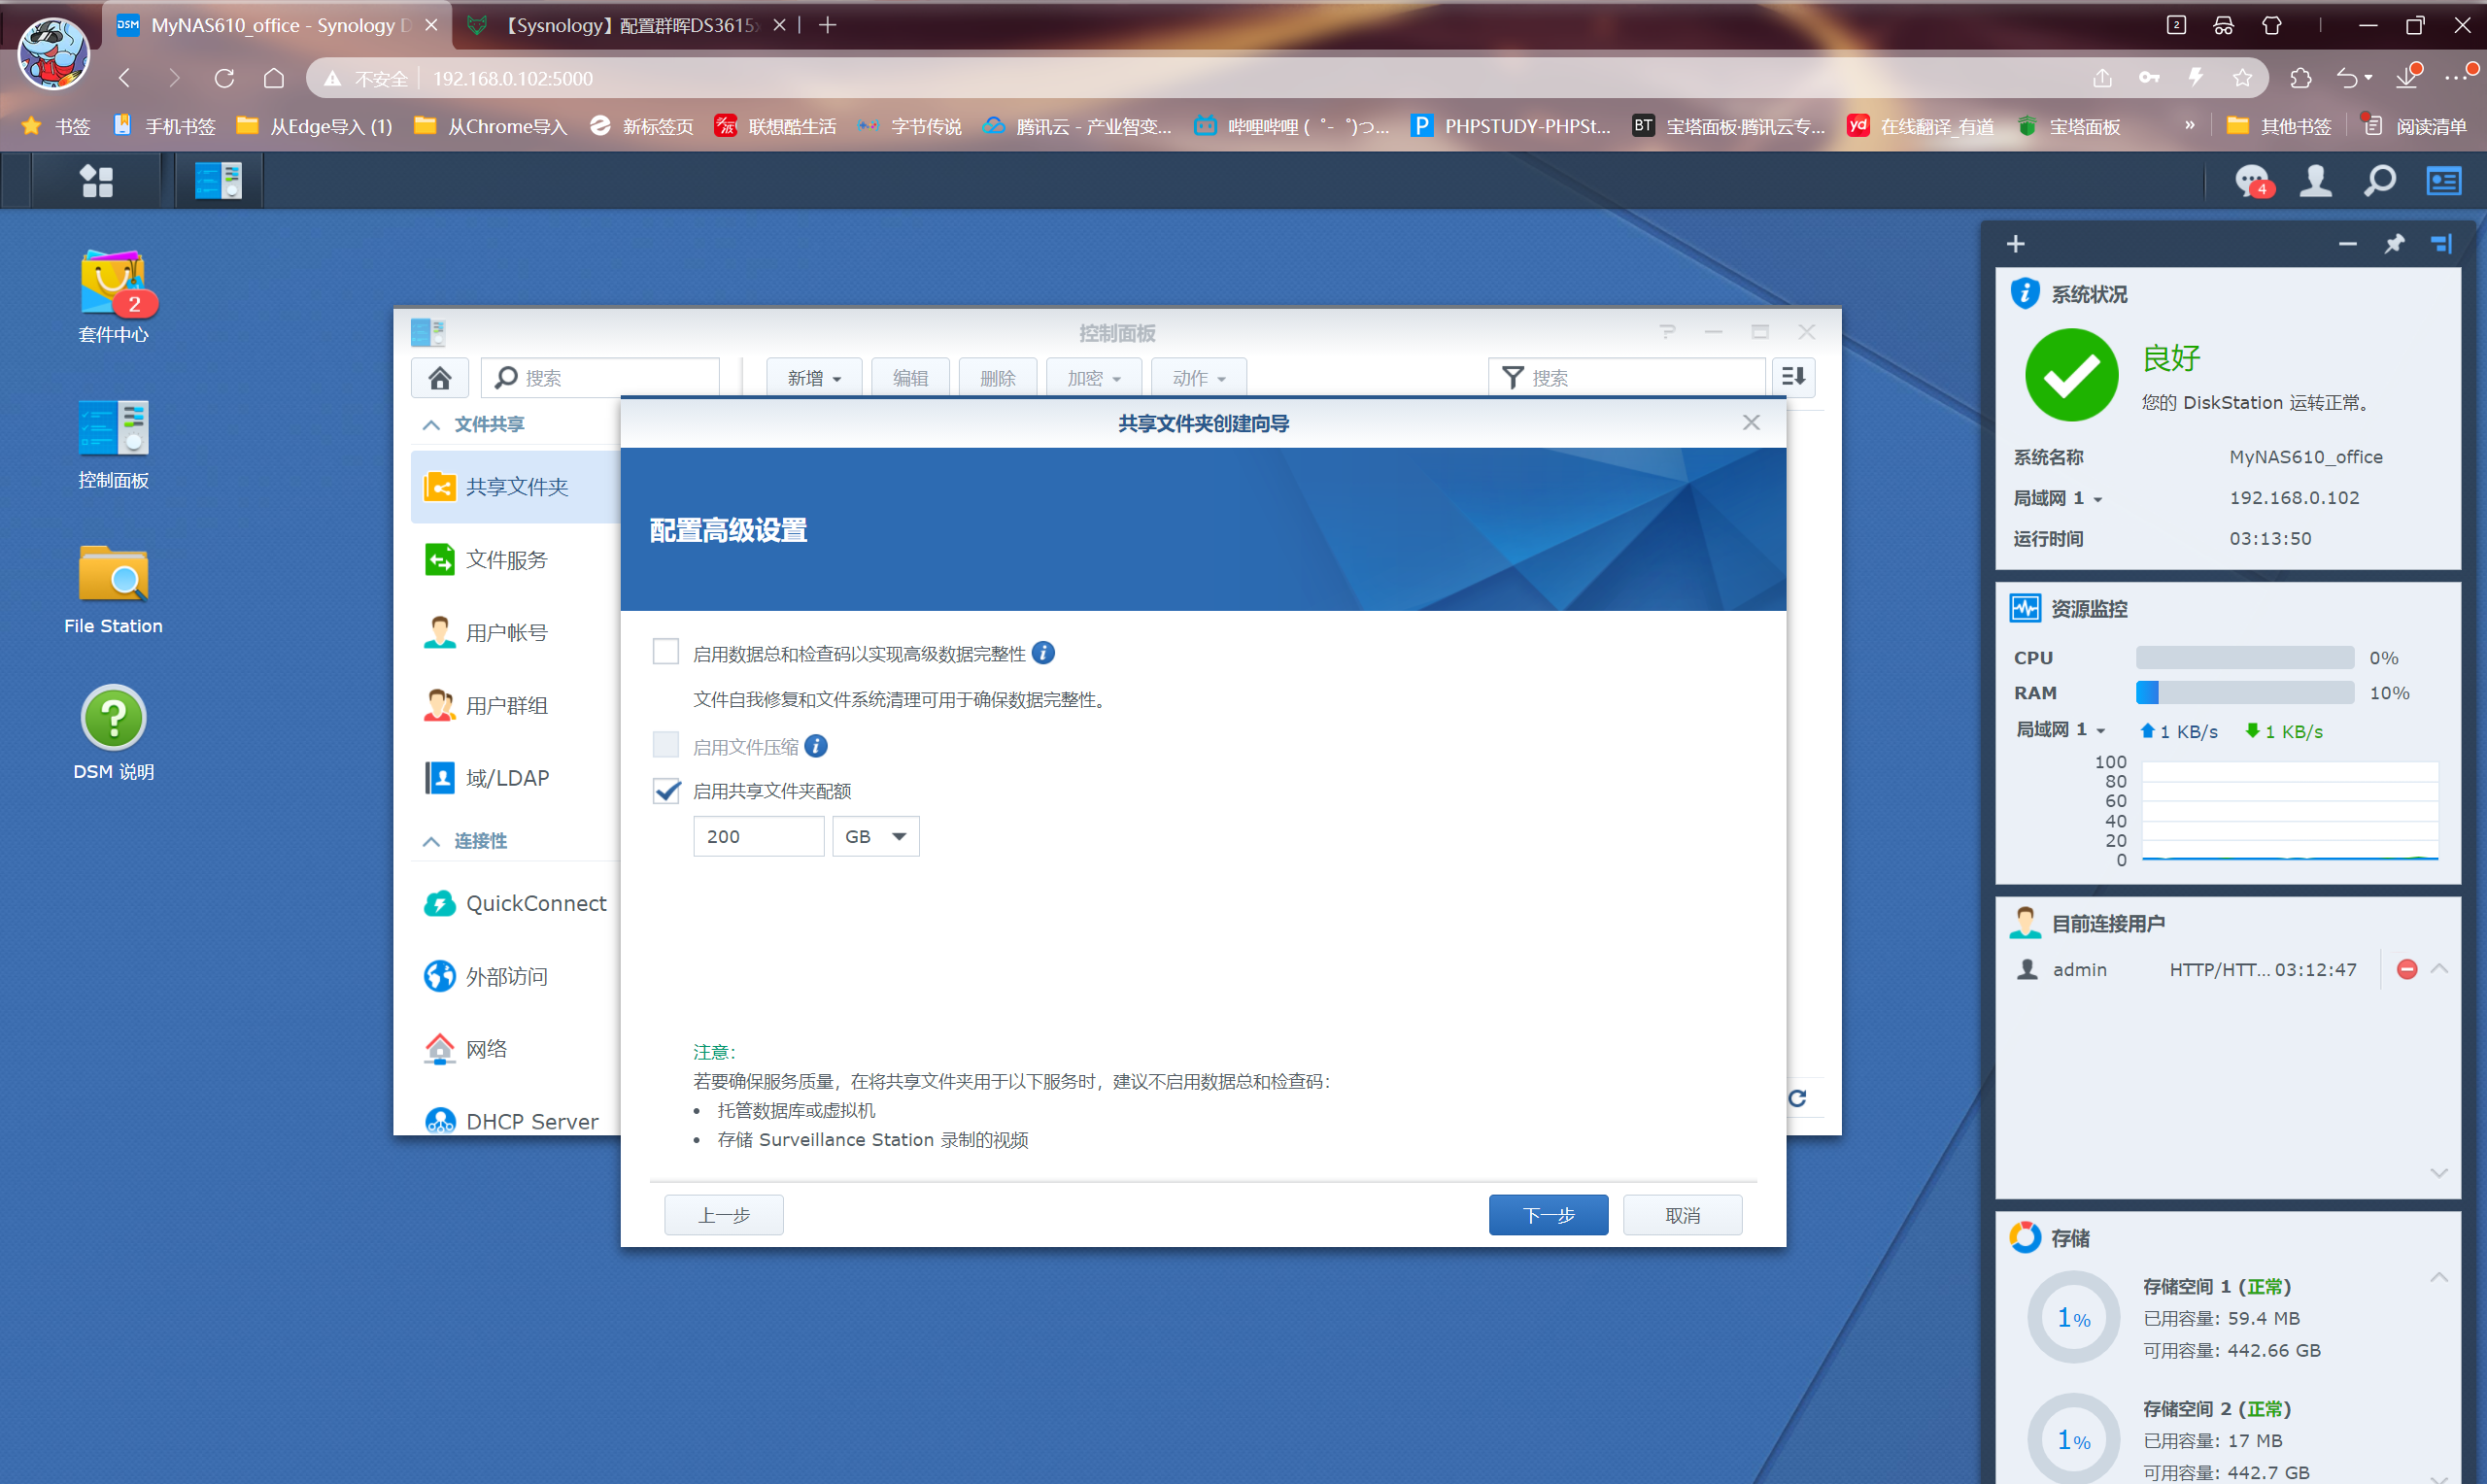 MyNAS610_office - Synology D
【Sysnology】配置群晖DS3615x
2
不安全 192.168.0.102:5000
书签 手机书签 从Edge导入 (1) 从Chrome导入 新标签页 联想酷生活 字节传说 腾讯云 - 产业智变... 哔哩哔哩 (゜-゜)つ... PHPSTUDY-PHPSt... 宝塔面板·腾讯云专... 在线翻译_有道 宝塔面板 » 其他书签 阅读清单
4
2
套件中心
控制面板
File Station
DSM 说明
控制面板
搜索
新增 编辑 删除 加密 动作
搜索
文件共享
共享文件夹
文件服务
用户帐号
用户群组
域/LDAP
连接性
QuickConnect
外部访问
网络
DHCP Server
共享文件夹创建向导
配置高级设置
启用数据总和检查码以实现高级数据完整性
文件自我修复和文件系统清理可用于确保数据完整性。
启用文件压缩
启用共享文件夹配额
200 GB
注意：
若要确保服务质量，在将共享文件夹用于以下服务时，建议不启用数据总和检查码：
• 托管数据库或虚拟机
• 存储 Surveillance Station 录制的视频
上一步 下一步 取消
系统状况
良好
您的 DiskStation 运转正常。
系统名称 MyNAS610_office
局域网 1 192.168.0.102
运行时间 03:13:50
资源监控
CPU 0%
RAM 10%
局域网 1 1 KB/s 1 KB/s
100
80
60
40
20
0
目前连接用户
admin HTTP/HTT... 03:12:47
存储
1%
存储空间 1 (正常)
已用容量: 59.4 MB
可用容量: 442.66 GB
1%
存储空间 2 (正常)
已用容量: 17 MB
可用容量: 442.7 GB